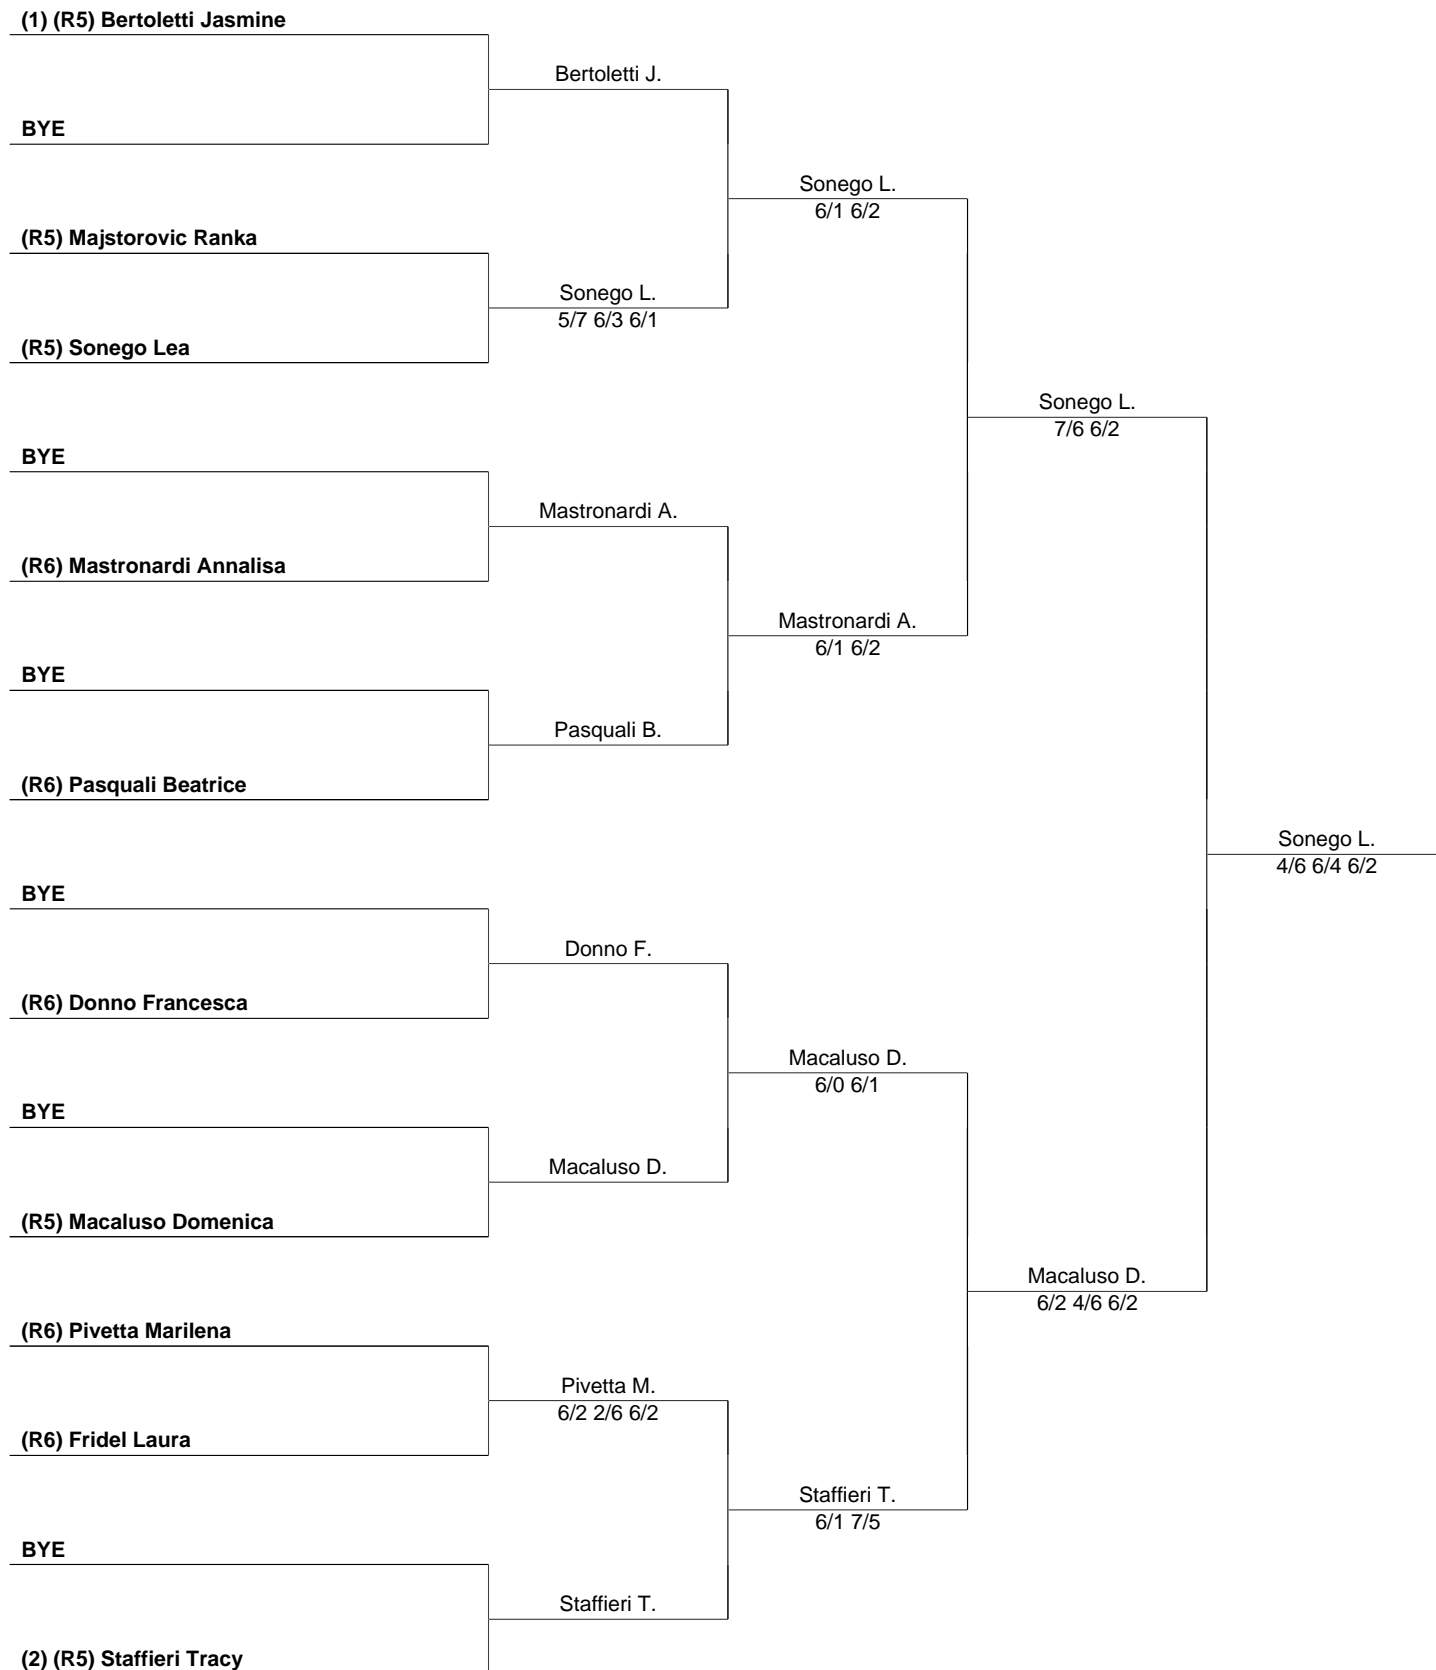 (1) (R5) Bertoletti Jasmine
Bertoletti J.
BYE
Sonego L.
6/1 6/2
(R5) Majstorovic Ranka
Sonego L.
5/7 6/3 6/1
(R5) Sonego Lea
Sonego L.
7/6 6/2
BYE
Mastronardi A.
(R6) Mastronardi Annalisa
Mastronardi A.
6/1 6/2
BYE
Pasquali B.
(R6) Pasquali Beatrice
Sonego L.
4/6 6/4 6/2
BYE
Donno F.
(R6) Donno Francesca
Macaluso D.
6/0 6/1
BYE
Macaluso D.
(R5) Macaluso Domenica
Macaluso D.
6/2 4/6 6/2
(R6) Pivetta Marilena
Pivetta M.
6/2 2/6 6/2
(R6) Fridel Laura
Staffieri T.
6/1 7/5
BYE
Staffieri T.
(2) (R5) Staffieri Tracy